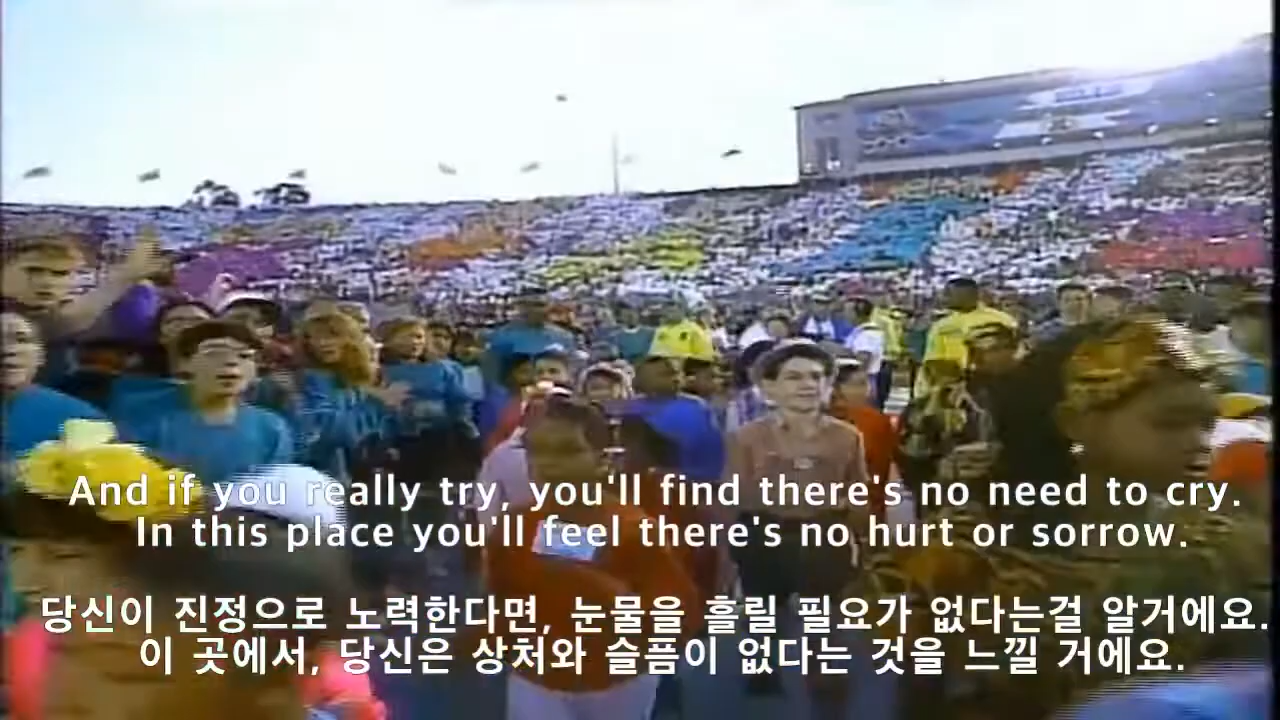 And if you really try, you'll find there's no need to cry.
In this place you'll feel there's no hurt or sorrow.
당신이 진정으로 노력한다면, 눈물을 흘릴 필요가 없다는걸 알거에요.
이 곳에서, 당신은 상처와 슬픔이 없다는 것을 느낄 거에요.